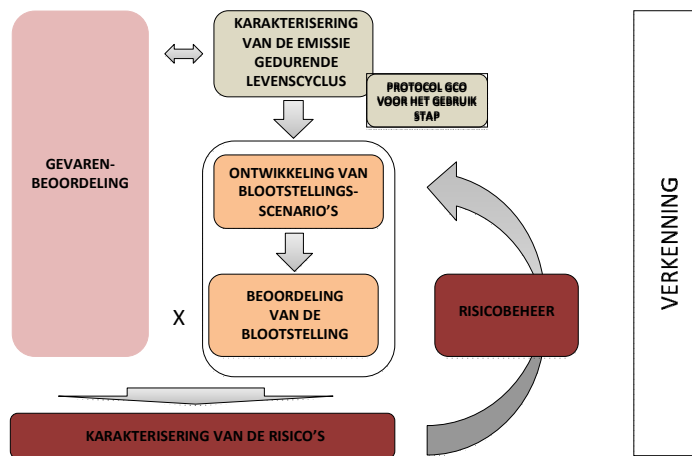 KARAKTERISERING
VAN DE EMISSIE
GEDURENDE
LEVENSCYCLUS
PROTOCOL GCO
VOOR HET GEBRUIK
STAP
GEVAREN-
BEOORDELING
ONTWIKKELING VAN
BLOOTSTELLINGS-
SCENARIO’S
X
BEOORDELING
VAN DE
BLOOTSTELLING
RISICOBEHEER
KARAKTERISERING VAN DE RISICO’S
VERKENNING